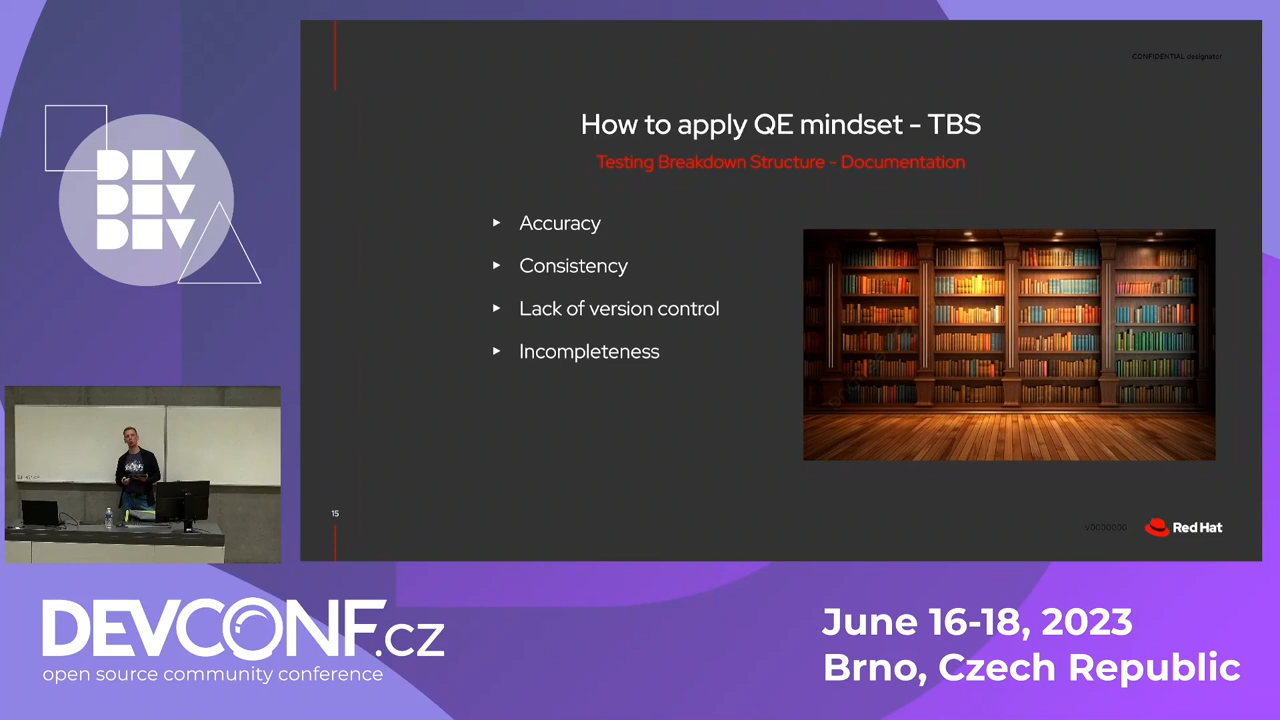 CONFIDENTIAL designator
How to apply QE mindset - TBS
Testing Breakdown Structure - Documentation
▸ Accuracy
▸ Consistency
▸ Lack of version control
▸ Incompleteness
15
V0000000
Red Hat
DEV
DEV
DEV
DEVCONF.cz
open source community conference
June 16-18, 2023
Brno, Czech Republic